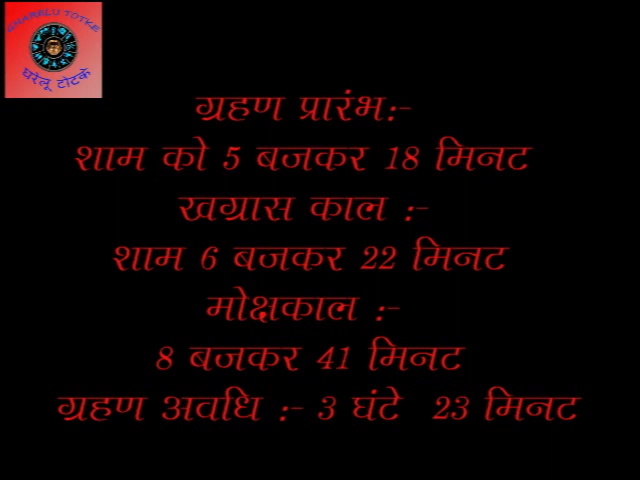 GHARELU TOTKE
घरेलू टोटके
ग्रहण प्रारंभ:-
शाम को 5 बजकर 18 मिनट
खग्रास काल :-
शाम 6 बजकर 22 मिनट
मोक्षकाल :-
8 बजकर 41 मिनट
ग्रहण अवधि :- 3 घंटे 23 मिनट